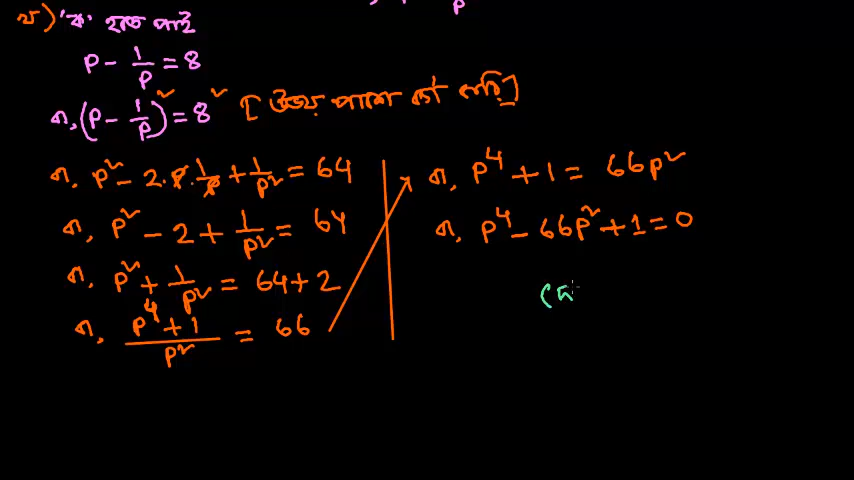 খ) 'ক' হতে পাই
p - 1/p = 8
বা, (p - 1/p)² = 8² [উভয় পাশে বর্গ করি]
বা, p² - 2.p.1/p + 1/p² = 64
বা, p² - 2 + 1/p² = 64
বা, p² + 1/p² = 64+2
বা, (p⁴+1)/p² = 66
বা, p⁴ + 1 = 66p²
বা, p⁴ - 66p² + 1 = 0
(দে